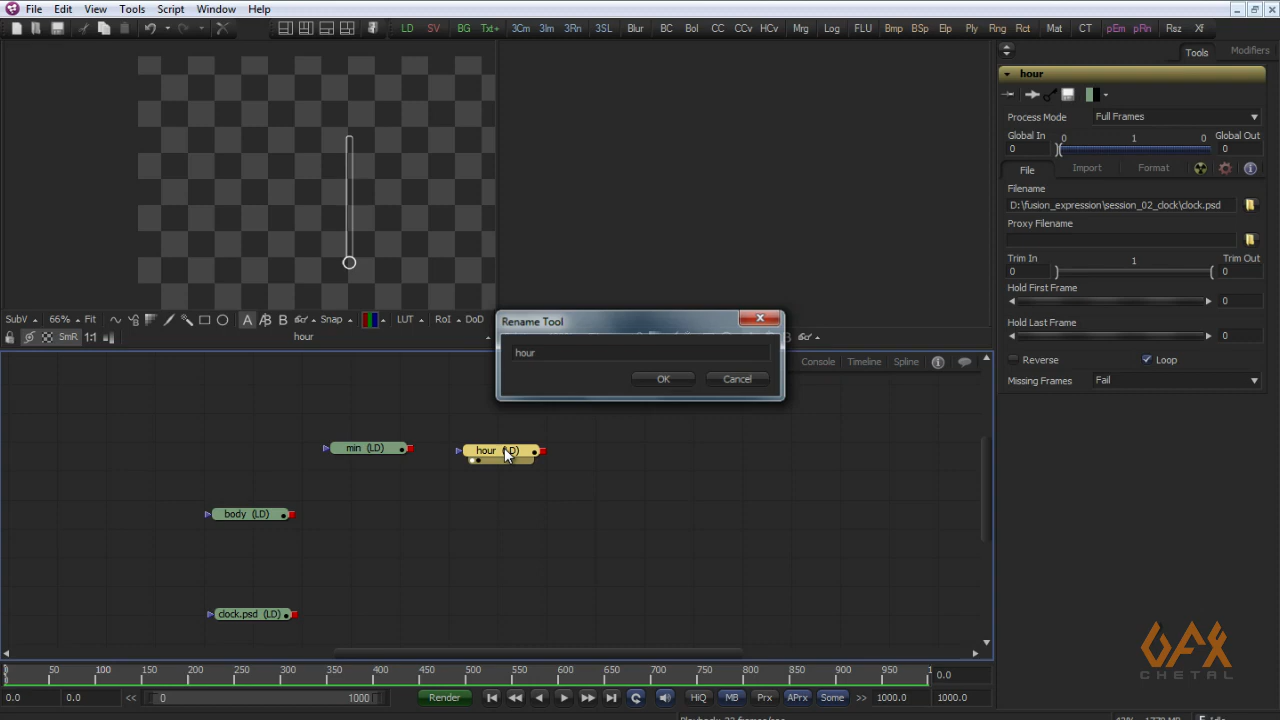 File Edit View Tools Script Window Help
LD SV BG Txt+ 3Cm 3Im 3Rn 3SL Blur BC Bol CC CCv HCv Mrg Log FLU Bmp BSp Elp Ply Rng Rct Mat CT pEm pRn Rsz Xf
Tools Modifiers
hour
Process Mode Full Frames
Global In 0 1 0 Global Out
0 0
File Import Format
Filename
D:\fusion_expression\session_02_clock\clock.psd
Proxy Filename
Trim In 1 Trim Out
0 0
Hold First Frame
0
Hold Last Frame
0
Reverse Loop
Missing Frames Fail
SubV 66% Fit A B Snap LUT RoI DoD
SmR 1:1 hour
Rename Tool
hour
OK Cancel
Console Timeline Spline
min (LD)
hour (LD)
body (LD)
clock.psd (LD)
0 50 100 150 200 250 300 350 400 450 500 550 600 650 700 750 800 850 900 0.0
0.0 0.0 << 0 1000 Render HiQ MB Prx APrx Some >> 1000.0 1000.0
GFX
CHETAL